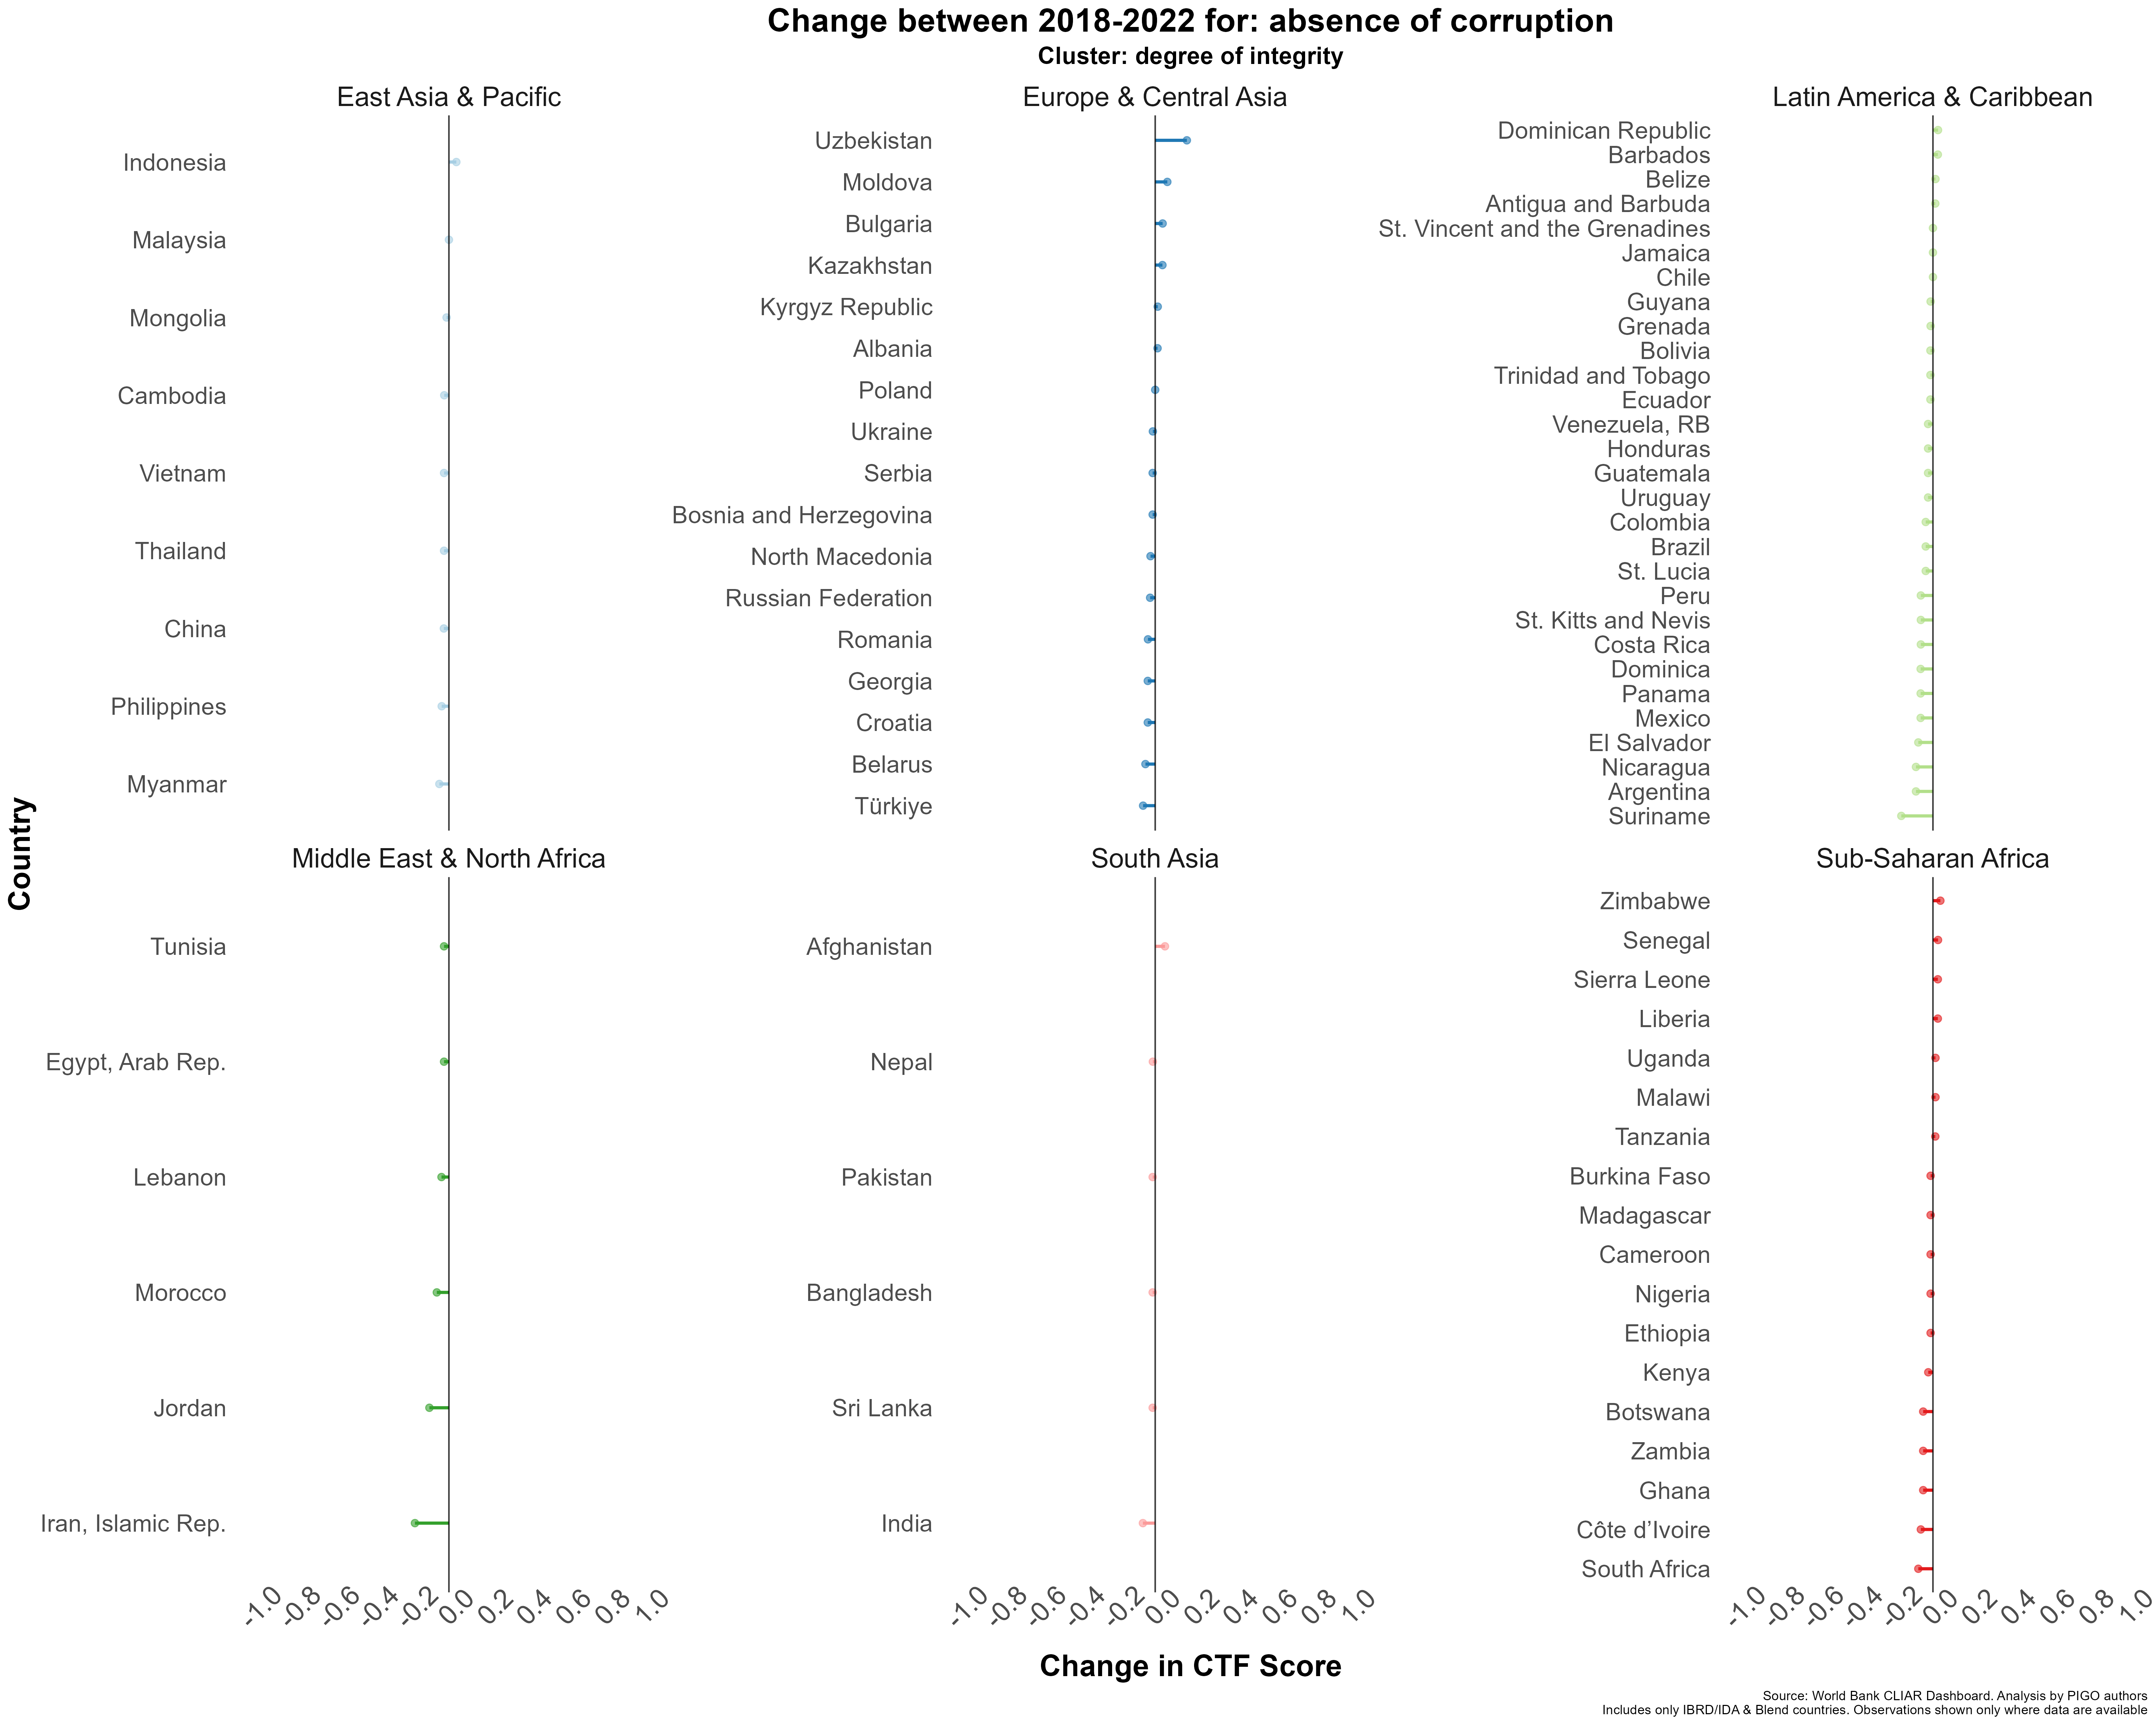 Change between 2018-2022 for: absence of corruption
Cluster: degree of integrity
East Asia & Pacific
Indonesia
Malaysia
Mongolia
Cambodia
Vietnam
Thailand
China
Philippines
Myanmar
Europe & Central Asia
Uzbekistan
Moldova
Bulgaria
Kazakhstan
Kyrgyz Republic
Albania
Poland
Ukraine
Serbia
Bosnia and Herzegovina
North Macedonia
Russian Federation
Romania
Georgia
Croatia
Belarus
Türkiye
Latin America & Caribbean
Dominican Republic
Barbados
Belize
Antigua and Barbuda
St. Vincent and the Grenadines
Jamaica
Chile
Guyana
Grenada
Bolivia
Trinidad and Tobago
Ecuador
Venezuela, RB
Honduras
Guatemala
Uruguay
Colombia
Brazil
St. Lucia
Peru
St. Kitts and Nevis
Costa Rica
Dominica
Panama
Mexico
El Salvador
Nicaragua
Argentina
Suriname
Country
Middle East & North Africa
Tunisia
Egypt, Arab Rep.
Lebanon
Morocco
Jordan
Iran, Islamic Rep.
-1.0 -0.8 -0.6 -0.4 -0.2 0.0 0.2 0.4 0.6 0.8 1.0
South Asia
Afghanistan
Nepal
Pakistan
Bangladesh
Sri Lanka
India
-1.0 -0.8 -0.6 -0.4 -0.2 0.0 0.2 0.4 0.6 0.8 1.0
Sub-Saharan Africa
Zimbabwe
Senegal
Sierra Leone
Liberia
Uganda
Malawi
Tanzania
Burkina Faso
Madagascar
Cameroon
Nigeria
Ethiopia
Kenya
Botswana
Zambia
Ghana
Côte d’Ivoire
South Africa
-1.0 -0.8 -0.6 -0.4 -0.2 0.0 0.2 0.4 0.6 0.8 1.0
Change in CTF Score
Source: World Bank CLIAR Dashboard. Analysis by PIGO authors
Includes only IBRD/IDA & Blend countries. Observations shown only where data are available